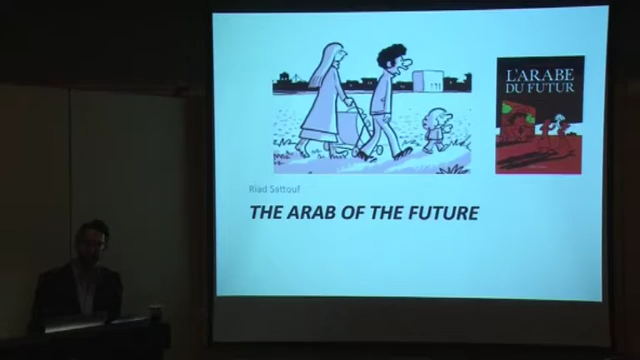 L'ARABE
DU FUTUR
Riad Sattouf
THE ARAB OF THE FUTURE